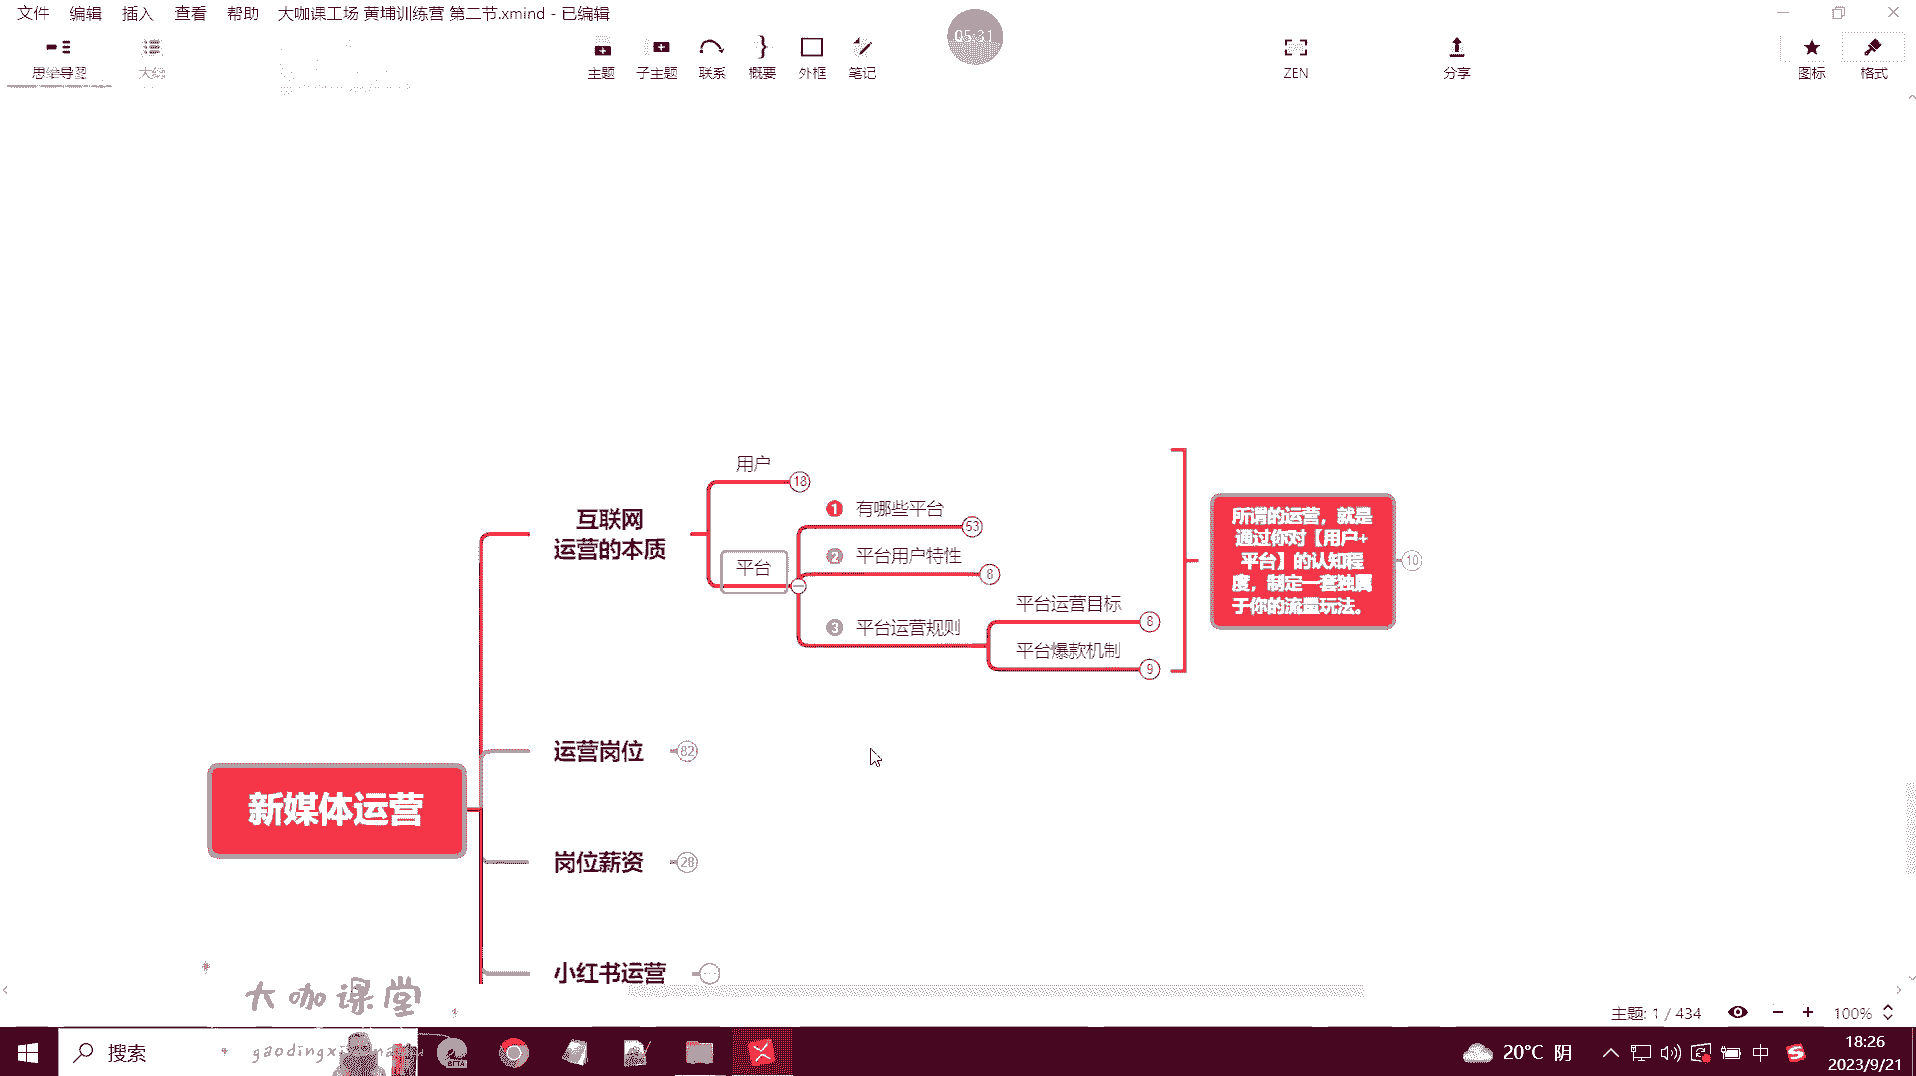 文件 编辑 插入 查看 帮助 大咖课工场 黄埔训练营 第二节.xmind - 已编辑
05:31
思维导图 大纲 主题 子主题 联系 概要 外框 笔记 ZEN 分享 图标 格式
用户 18
1 有哪些平台 53
互联网
运营的本质
平台
2 平台用户特性 8
3 平台运营规则
平台运营目标 8
平台爆款机制 9
所谓的运营，就是
通过你对【用户+
平台】的认知程
度，制定一套独属
于你的流量玩法。
10
运营岗位 82
新媒体运营
岗位薪资 28
小红书运营
大咖课堂
主题: 1 / 434 100%
搜索
20°C 阴 中 18:26
2023/9/21